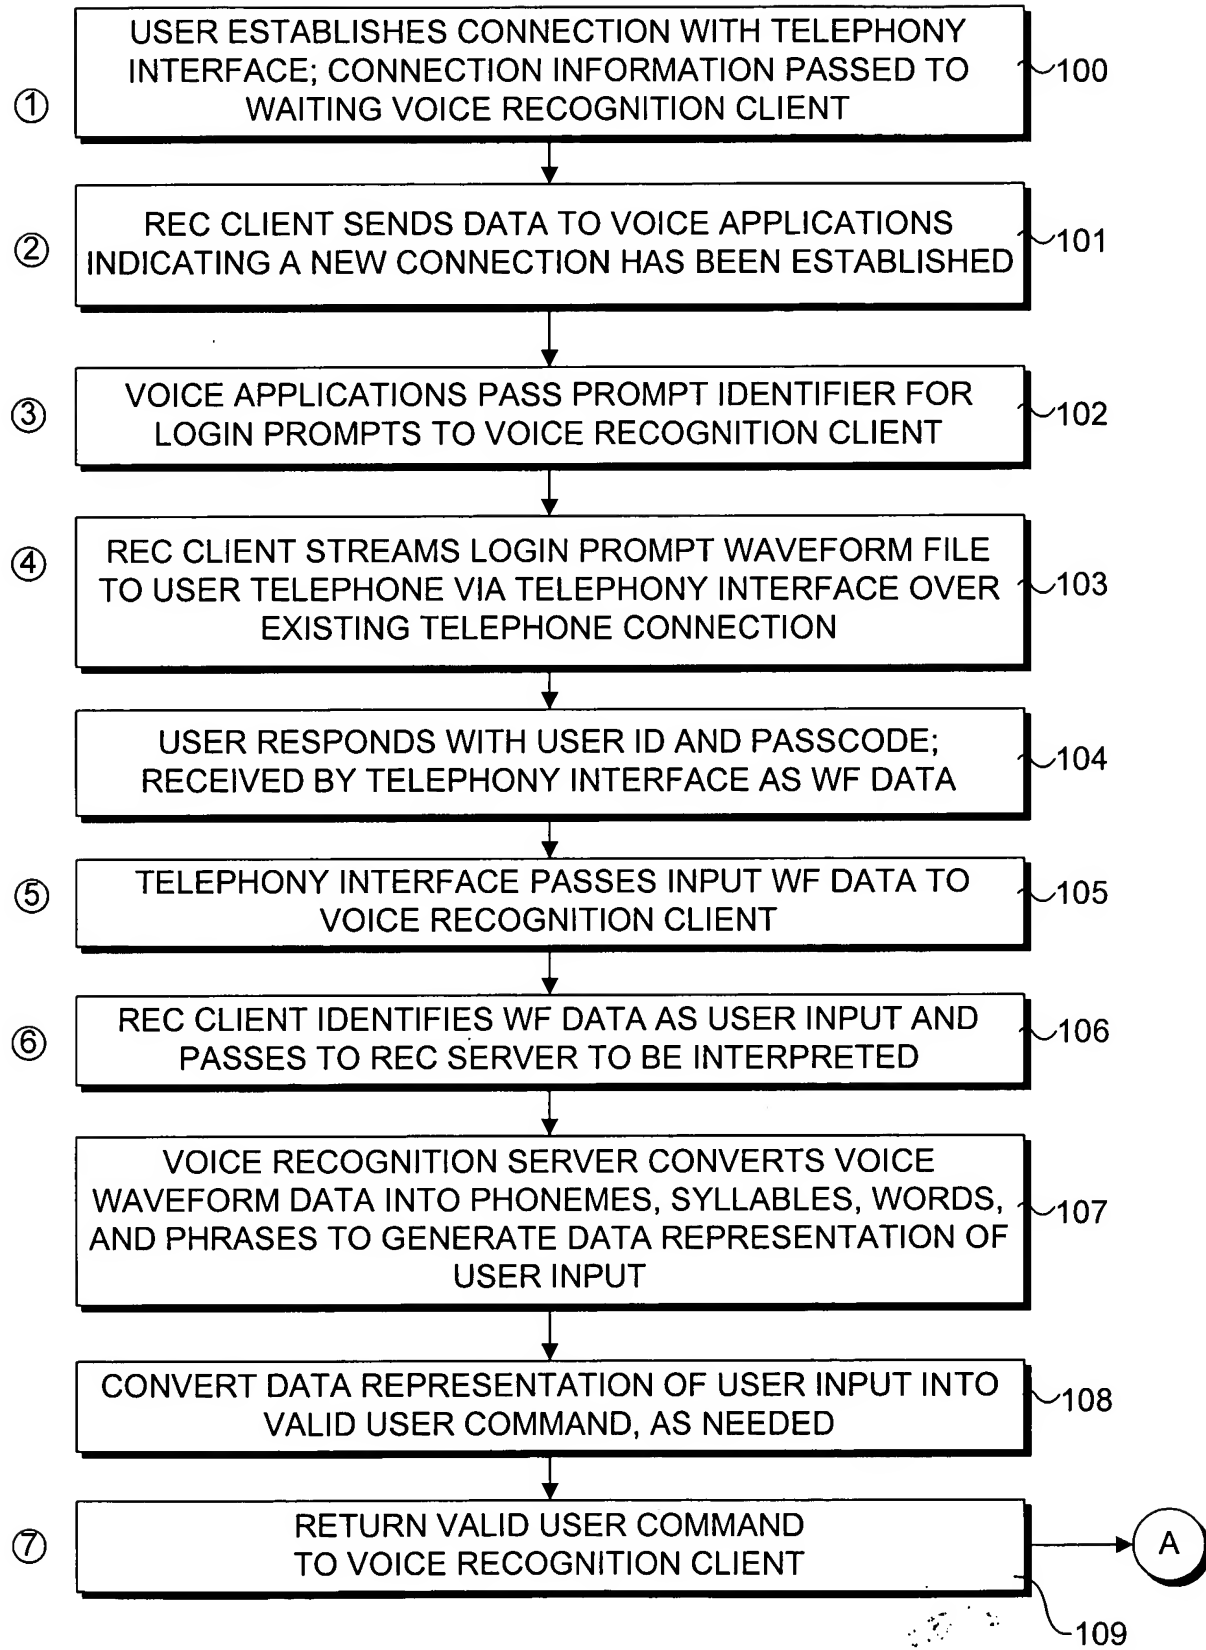 USER ESTABLISHES CONNECTION WITH TELEPHONY
INTERFACE; CONNECTION INFORMATION PASSED TO
WAITING VOICE RECOGNITION CLIENT
100
①
REC CLIENT SENDS DATA TO VOICE APPLICATIONS
INDICATING A NEW CONNECTION HAS BEEN ESTABLISHED
101
②
VOICE APPLICATIONS PASS PROMPT IDENTIFIER FOR
LOGIN PROMPTS TO VOICE RECOGNITION CLIENT
102
③
REC CLIENT STREAMS LOGIN PROMPT WAVEFORM FILE
TO USER TELEPHONE VIA TELEPHONY INTERFACE OVER
EXISTING TELEPHONE CONNECTION
103
④
USER RESPONDS WITH USER ID AND PASSCODE;
RECEIVED BY TELEPHONY INTERFACE AS WF DATA
104
TELEPHONY INTERFACE PASSES INPUT WF DATA TO
VOICE RECOGNITION CLIENT
105
⑤
REC CLIENT IDENTIFIES WF DATA AS USER INPUT AND
PASSES TO REC SERVER TO BE INTERPRETED
106
⑥
VOICE RECOGNITION SERVER CONVERTS VOICE
WAVEFORM DATA INTO PHONEMES, SYLLABLES, WORDS,
AND PHRASES TO GENERATE DATA REPRESENTATION OF
USER INPUT
107
CONVERT DATA REPRESENTATION OF USER INPUT INTO
VALID USER COMMAND, AS NEEDED
108
RETURN VALID USER COMMAND
TO VOICE RECOGNITION CLIENT
⑦
A
109